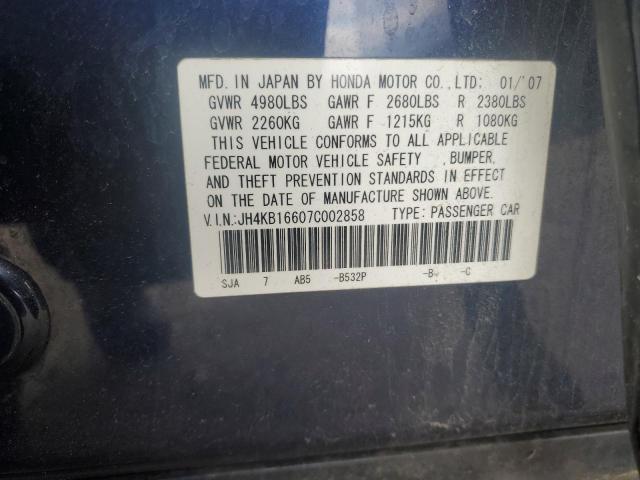 MFD. IN JAPAN BY HONDA MOTOR CO.,LTD; 01/'07
GVWR 4980LBS GAWR F 2680LBS R 2380LBS
GVWR 2260KG GAWR F 1215KG R 1080KG
THIS VEHICLE CONFORMS TO ALL APPLICABLE
FEDERAL MOTOR VEHICLE SAFETY ,BUMPER,
AND THEFT PREVENTION STANDARDS IN EFFECT
ON THE DATE OF MANUFACTURE SHOWN ABOVE.
V.I.N:JH4KB16607C002858 TYPE: PASSENGER CAR
SJA 7 AB5 -B532P -B -C